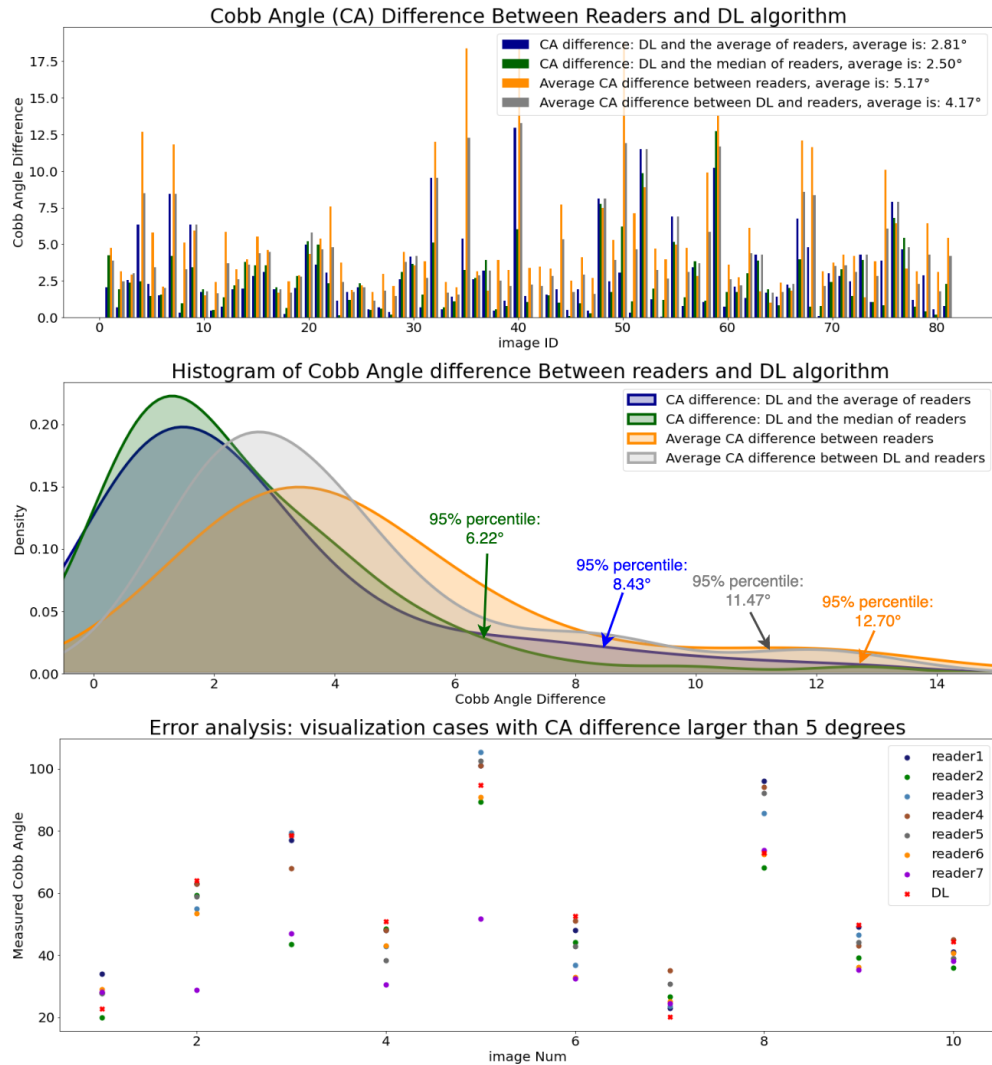 Cobb Angle (CA) Difference Between Readers and DL algorithm
CA difference: DL and the average of readers, average is: 2.81°
CA difference: DL and the median of readers, average is: 2.50°
Average CA difference between readers, average is: 5.17°
Average CA difference between DL and readers, average is: 4.17°
Cobb Angle Difference
17.5
15.0
12.5
10.0
7.5
5.0
2.5
0.0
0 10 20 30 40 50 60 70 80
image ID
Histogram of Cobb Angle difference Between readers and DL algorithm
CA difference: DL and the average of readers
CA difference: DL and the median of readers
Average CA difference between readers
Average CA difference between DL and readers
Density
0.20
0.15
0.10
0.05
0.00
95% percentile:
6.22°
95% percentile:
8.43°
95% percentile:
11.47°
95% percentile:
12.70°
0 2 4 6 8 10 12 14
Cobb Angle Difference
Error analysis: visualization cases with CA difference larger than 5 degrees
Measured Cobb Angle
100
80
60
40
20
reader1
reader2
reader3
reader4
reader5
reader6
reader7
DL
2 4 6 8 10
image Num